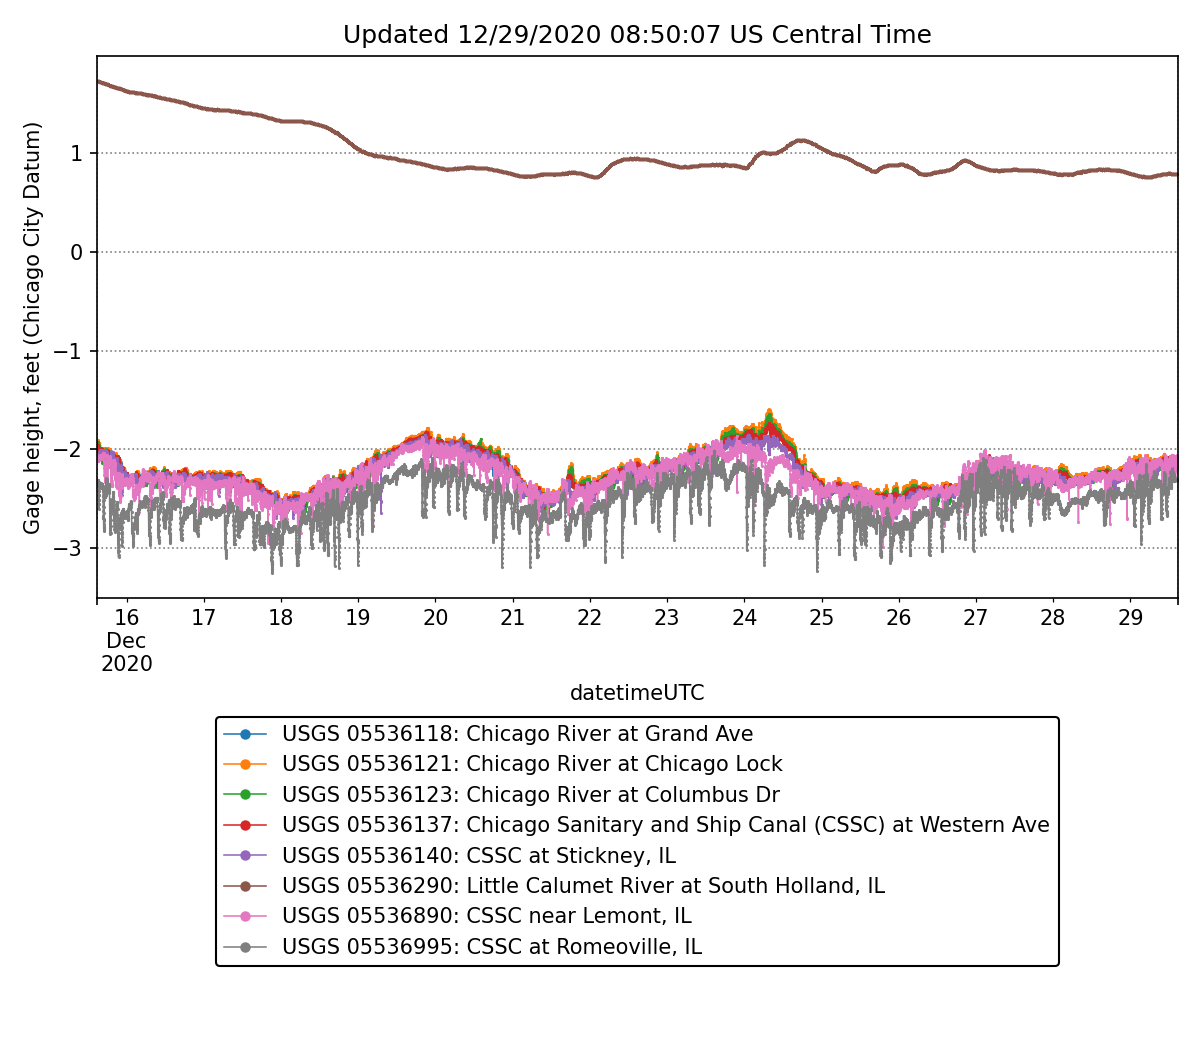 Updated 12/29/2020 08:50:07 US Central Time
Gage height, feet (Chicago City Datum)
1
0
−1
−2
−3
16 17 18 19 20 21 22 23 24 25 26 27 28 29
Dec
2020
datetimeUTC
USGS 05536118: Chicago River at Grand Ave
USGS 05536121: Chicago River at Chicago Lock
USGS 05536123: Chicago River at Columbus Dr
USGS 05536137: Chicago Sanitary and Ship Canal (CSSC) at Western Ave
USGS 05536140: CSSC at Stickney, IL
USGS 05536290: Little Calumet River at South Holland, IL
USGS 05536890: CSSC near Lemont, IL
USGS 05536995: CSSC at Romeoville, IL